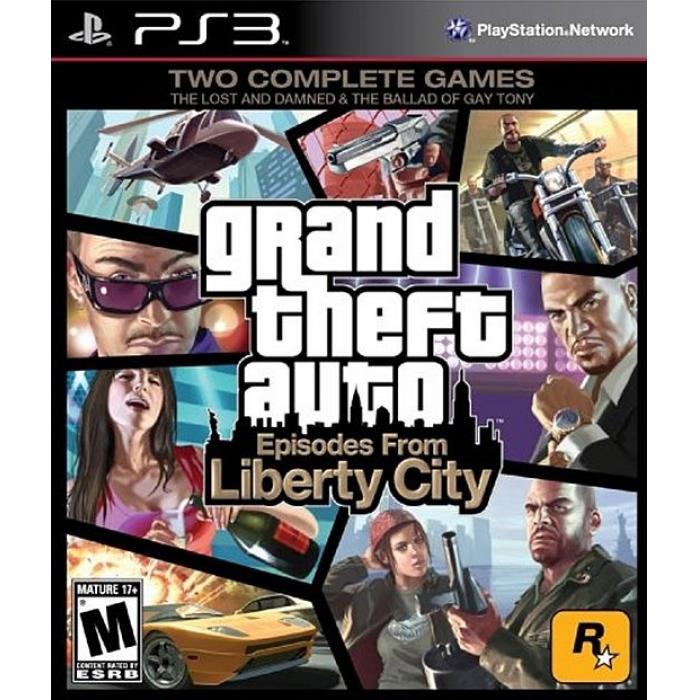 PS3
PlayStation®Network
TWO COMPLETE GAMES
THE LOST AND DAMNED & THE BALLAD OF GAY TONY
grand
theft
auto
™
Episodes From
Liberty City
MATURE 17+
M
CONTENT RATED BY
ESRB
R